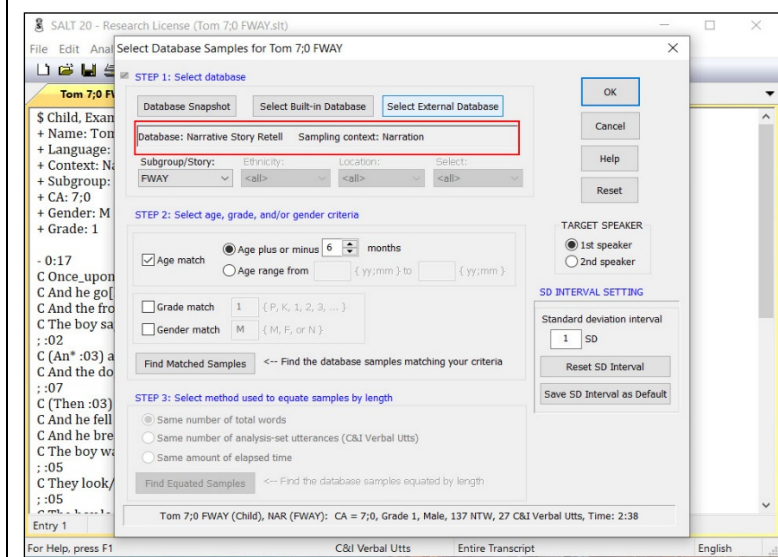 SALT 20 - Research License (Tom 7;0 FWAY.slt)
File Edit Anal
Tom 7;0 F
$ Child, Exam
+ Name: Tom
+ Language:
+ Context: Na
+ Subgroup:
+ CA: 7;0
+ Gender: M
+ Grade: 1
- 0:17
C Once_upon
C And he go[
C And the fro
C The boy sa
; :02
C (An* :03) a
C And the do
; :07
C (Then :03)
C And he fell
C And he bre
C The boy wa
; :05
C They look/
; :05
Entry 1
For Help, press F1
C&I Verbal Utts
Entire Transcript
English
Select Database Samples for Tom 7;0 FWAY
STEP 1: Select database
Database Snapshot Select Built-in Database Select External Database
Database: Narrative Story Retell Sampling context: Narration
Subgroup/Story: Ethnicity: Location: Select:
FWAY <all> <all> <all>
STEP 2: Select age, grade, and/or gender criteria
Age match
Age plus or minus 6 months
Age range from { yy;mm } to { yy;mm }
Grade match 1 { P, K, 1, 2, 3, ... }
Gender match M { M, F, or N }
Find Matched Samples <-- Find the database samples matching your criteria
STEP 3: Select method used to equate samples by length
Same number of total words
Same number of analysis-set utterances (C&I Verbal Utts)
Same amount of elapsed time
Find Equated Samples <-- Find the database samples equated by length
Tom 7;0 FWAY (Child), NAR (FWAY): CA = 7;0, Grade 1, Male, 137 NTW, 27 C&I Verbal Utts, Time: 2:38
OK
Cancel
Help
Reset
TARGET SPEAKER
1st speaker
2nd speaker
SD INTERVAL SETTING
Standard deviation interval
1 SD
Reset SD Interval
Save SD Interval as Default